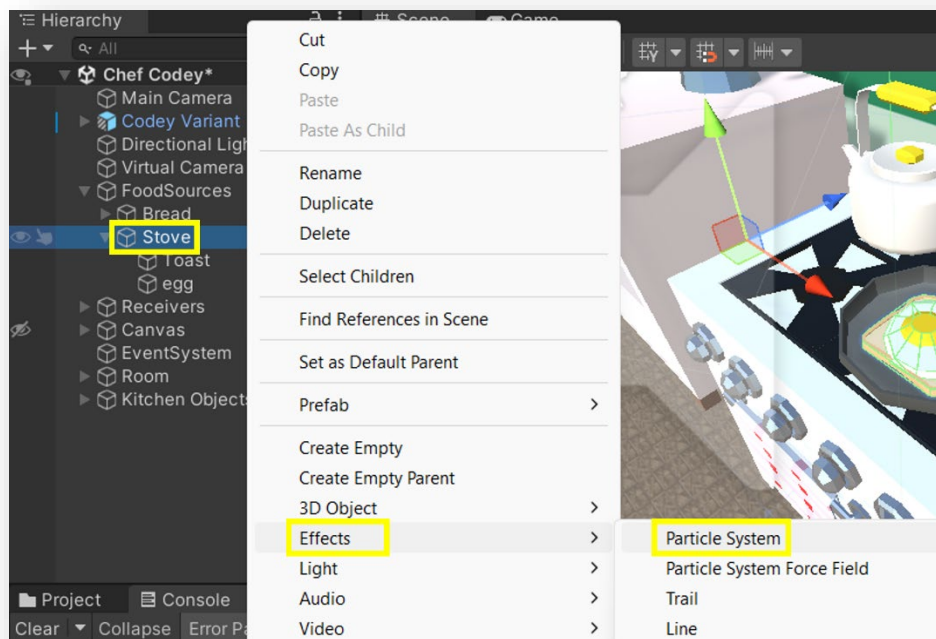 Hierarchy
Scene
Game
All
Chef Codey*
Main Camera
Codey Variant
Directional Ligh
Virtual Camera
FoodSources
Bread
Stove
Toast
egg
Receivers
Canvas
EventSystem
Room
Kitchen Objects
Project
Console
Clear
Collapse
Error Pa
Cut
Copy
Paste
Paste As Child
Rename
Duplicate
Delete
Select Children
Find References in Scene
Set as Default Parent
Prefab
Create Empty
Create Empty Parent
3D Object
Effects
Light
Audio
Video
Particle System
Particle System Force Field
Trail
Line